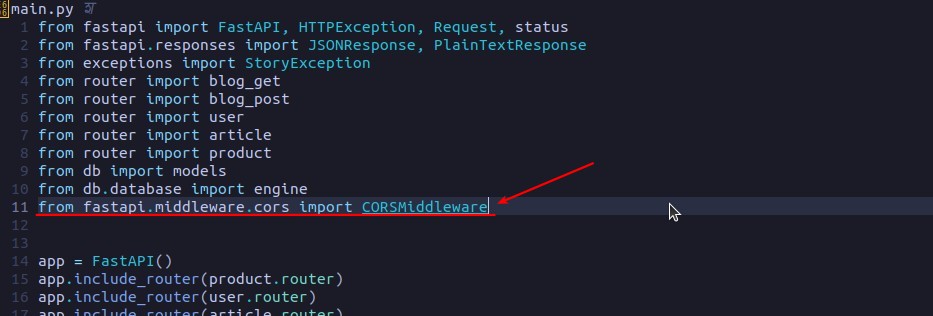 main.py
1 from fastapi import FastAPI, HTTPException, Request, status
2 from fastapi.responses import JSONResponse, PlainTextResponse
3 from exceptions import StoryException
4 from router import blog_get
5 from router import blog_post
6 from router import user
7 from router import article
8 from router import product
9 from db import models
10 from db.database import engine
11 from fastapi.middleware.cors import CORSMiddleware
12
13
14 app = FastAPI()
15 app.include_router(product.router)
16 app.include_router(user.router)
17 app.include_router(article.router)